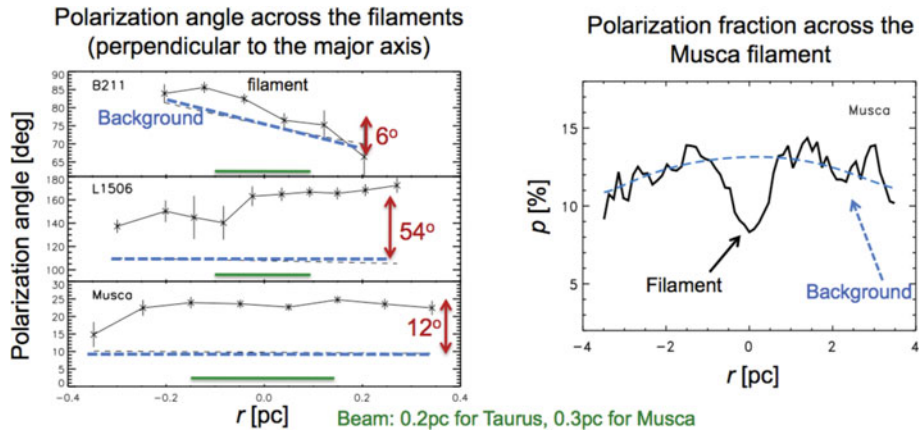 Polarization angle across the filaments
(perpendicular to the major axis)
Polarization angle [deg]
B211
filament
Background
6º
90
85
80
75
70
65
L1506
54º
180
160
140
120
100
Musca
12º
30
25
20
15
10
5
0
−0.4
−0.2
0.0
0.2
0.4
r [pc]
Beam: 0.2pc for Taurus, 0.3pc for Musca
Polarization fraction across the
Musca filament
p [%]
Musca
15
10
5
Filament
Background
−4
−2
0
2
4
r [pc]